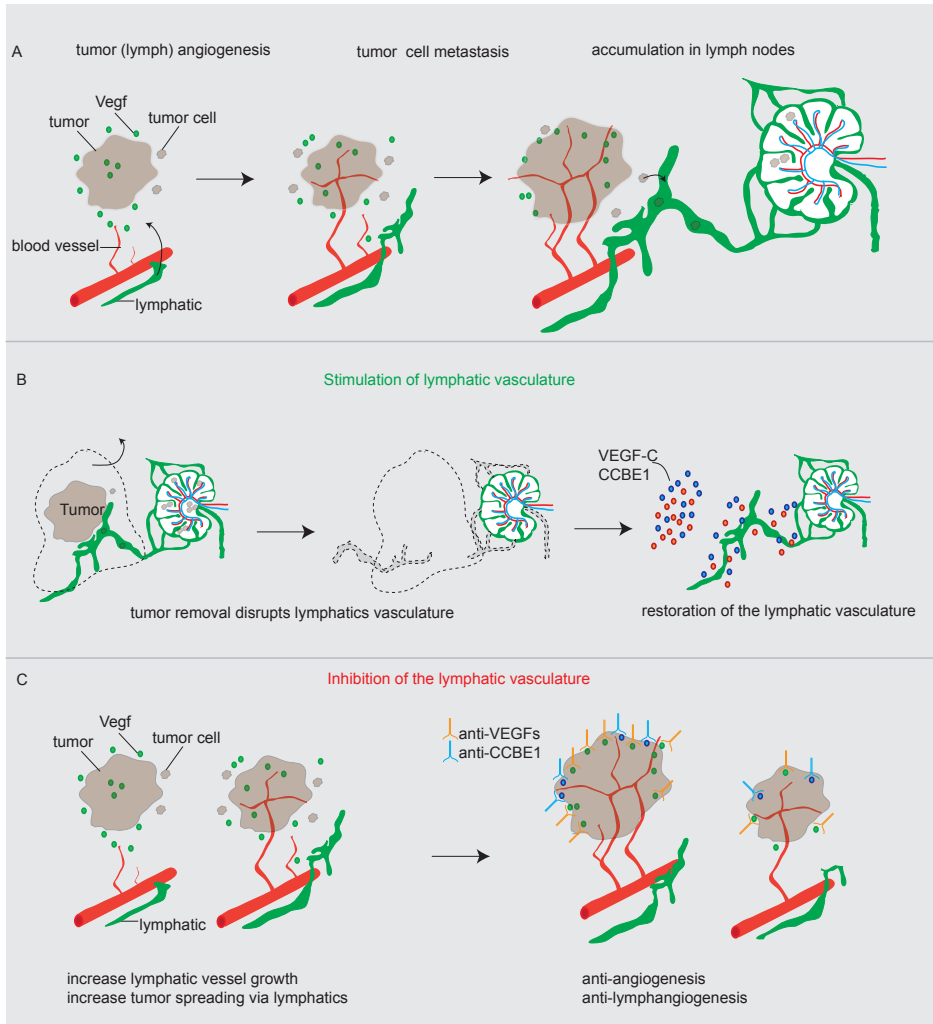 A
tumor (lymph) angiogenesis
tumor cell metastasis
accumulation in lymph nodes
Vegf
tumor
tumor cell
blood vessel
lymphatic
B
Stimulation of lymphatic vasculature
Tumor
VEGF-C
CCBE1
tumor removal disrupts lymphatics vasculature
restoration of the lymphatic vasculature
C
Inhibition of the lymphatic vasculature
Vegf
tumor
tumor cell
anti-VEGFs
anti-CCBE1
lymphatic
increase lymphatic vessel growth
increase tumor spreading via lymphatics
anti-angiogenesis
anti-lymphangiogenesis